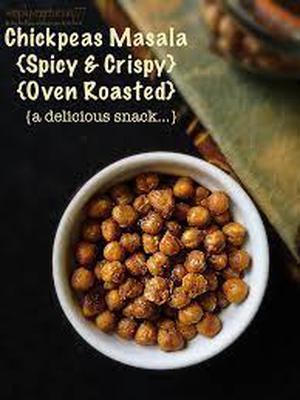 Chickpeas Masala
{Spicy & Crispy}
{Oven Roasted}
{a delicious snack...}